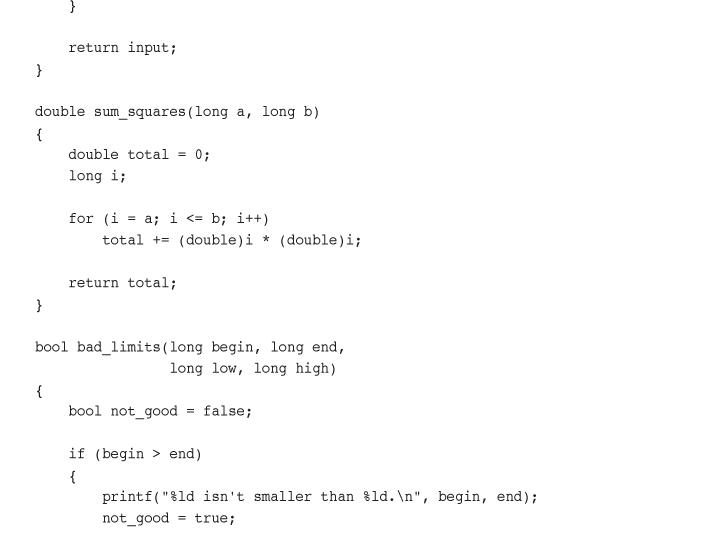 }
return input;
}
double sum_squares(long a, long b)
{
double total = 0;
long i;
for (i = a; i <= b; i++)
total += (double)i * (double)i;
return total;
}
bool bad_limits(long begin, long end,
long low, long high)
{
bool not_good = false;
if (begin > end)
{
printf("%ld isn't smaller than %ld.\n", begin, end);
not_good = true;